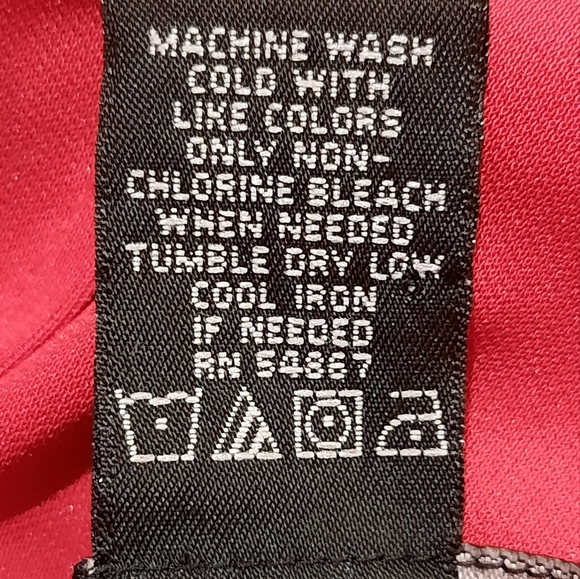 MACHINE WASH
COLD WITH
LIKE COLORS
ONLY NON-
CHLORINE BLEACH
WHEN NEEDED
TUMBLE DRY LOW
COOL IRON
IF NEEDED
RN 54867